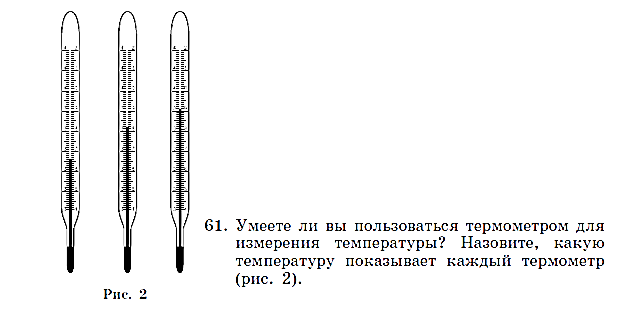 61. Умеете ли вы пользоваться термометром для
измерения температуры? Назовите, какую
температуру показывает каждый термометр
(рис. 2).
Рис. 2